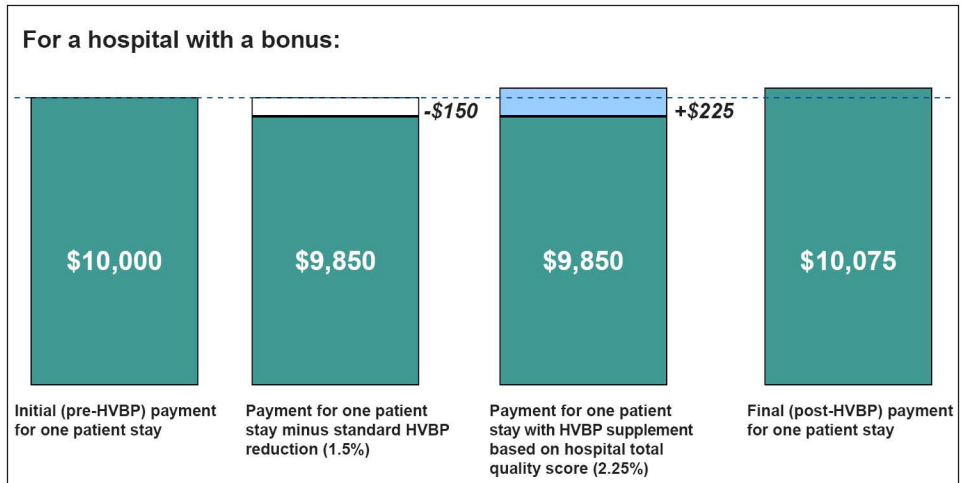 For a hospital with a bonus:
-$150
+$225
$10,000
$9,850
$9,850
$10,075
Initial (pre-HVBP) payment
for one patient stay
Payment for one patient
stay minus standard HVBP
reduction (1.5%)
Payment for one patient
stay with HVBP supplement
based on hospital total
quality score (2.25%)
Final (post-HVBP) payment
for one patient stay